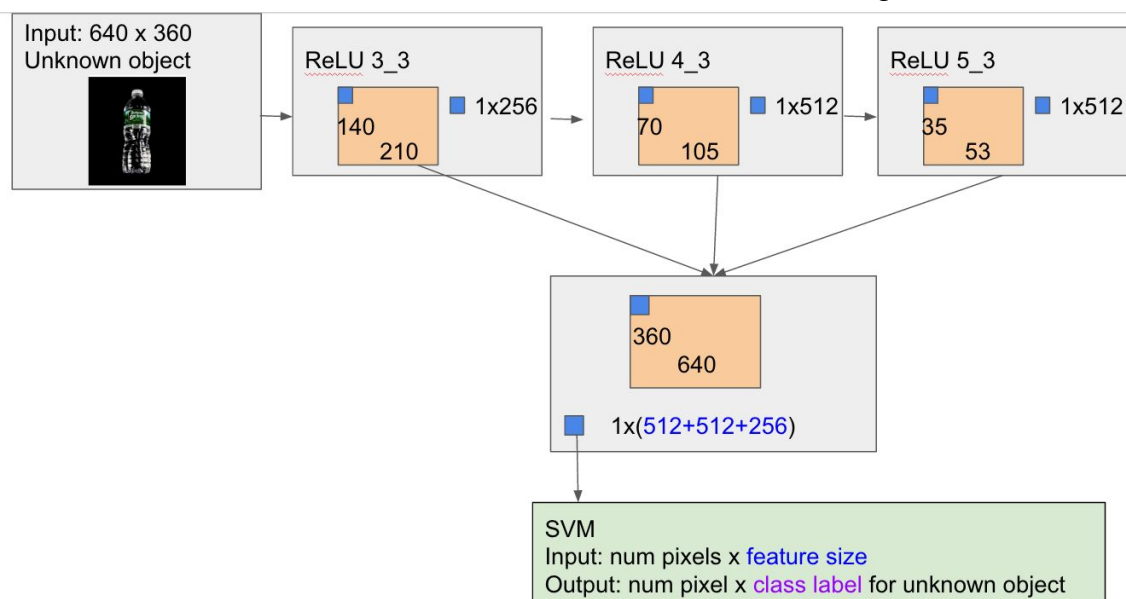 Input: 640 x 360
Unknown object
ReLU 3_3
140
210
1x256
ReLU 4_3
70
105
1x512
ReLU 5_3
35
53
1x512
360
640
1x(512+512+256)
SVM
Input: num pixels x feature size
Output: num pixel x class label for unknown object